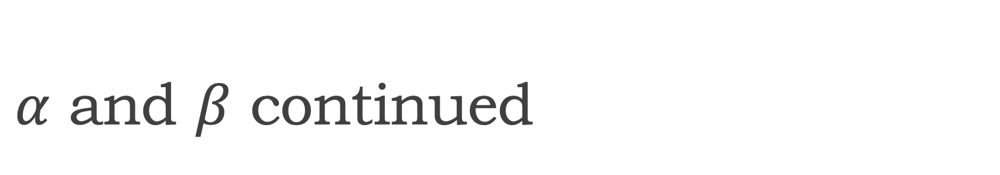 α and β continued